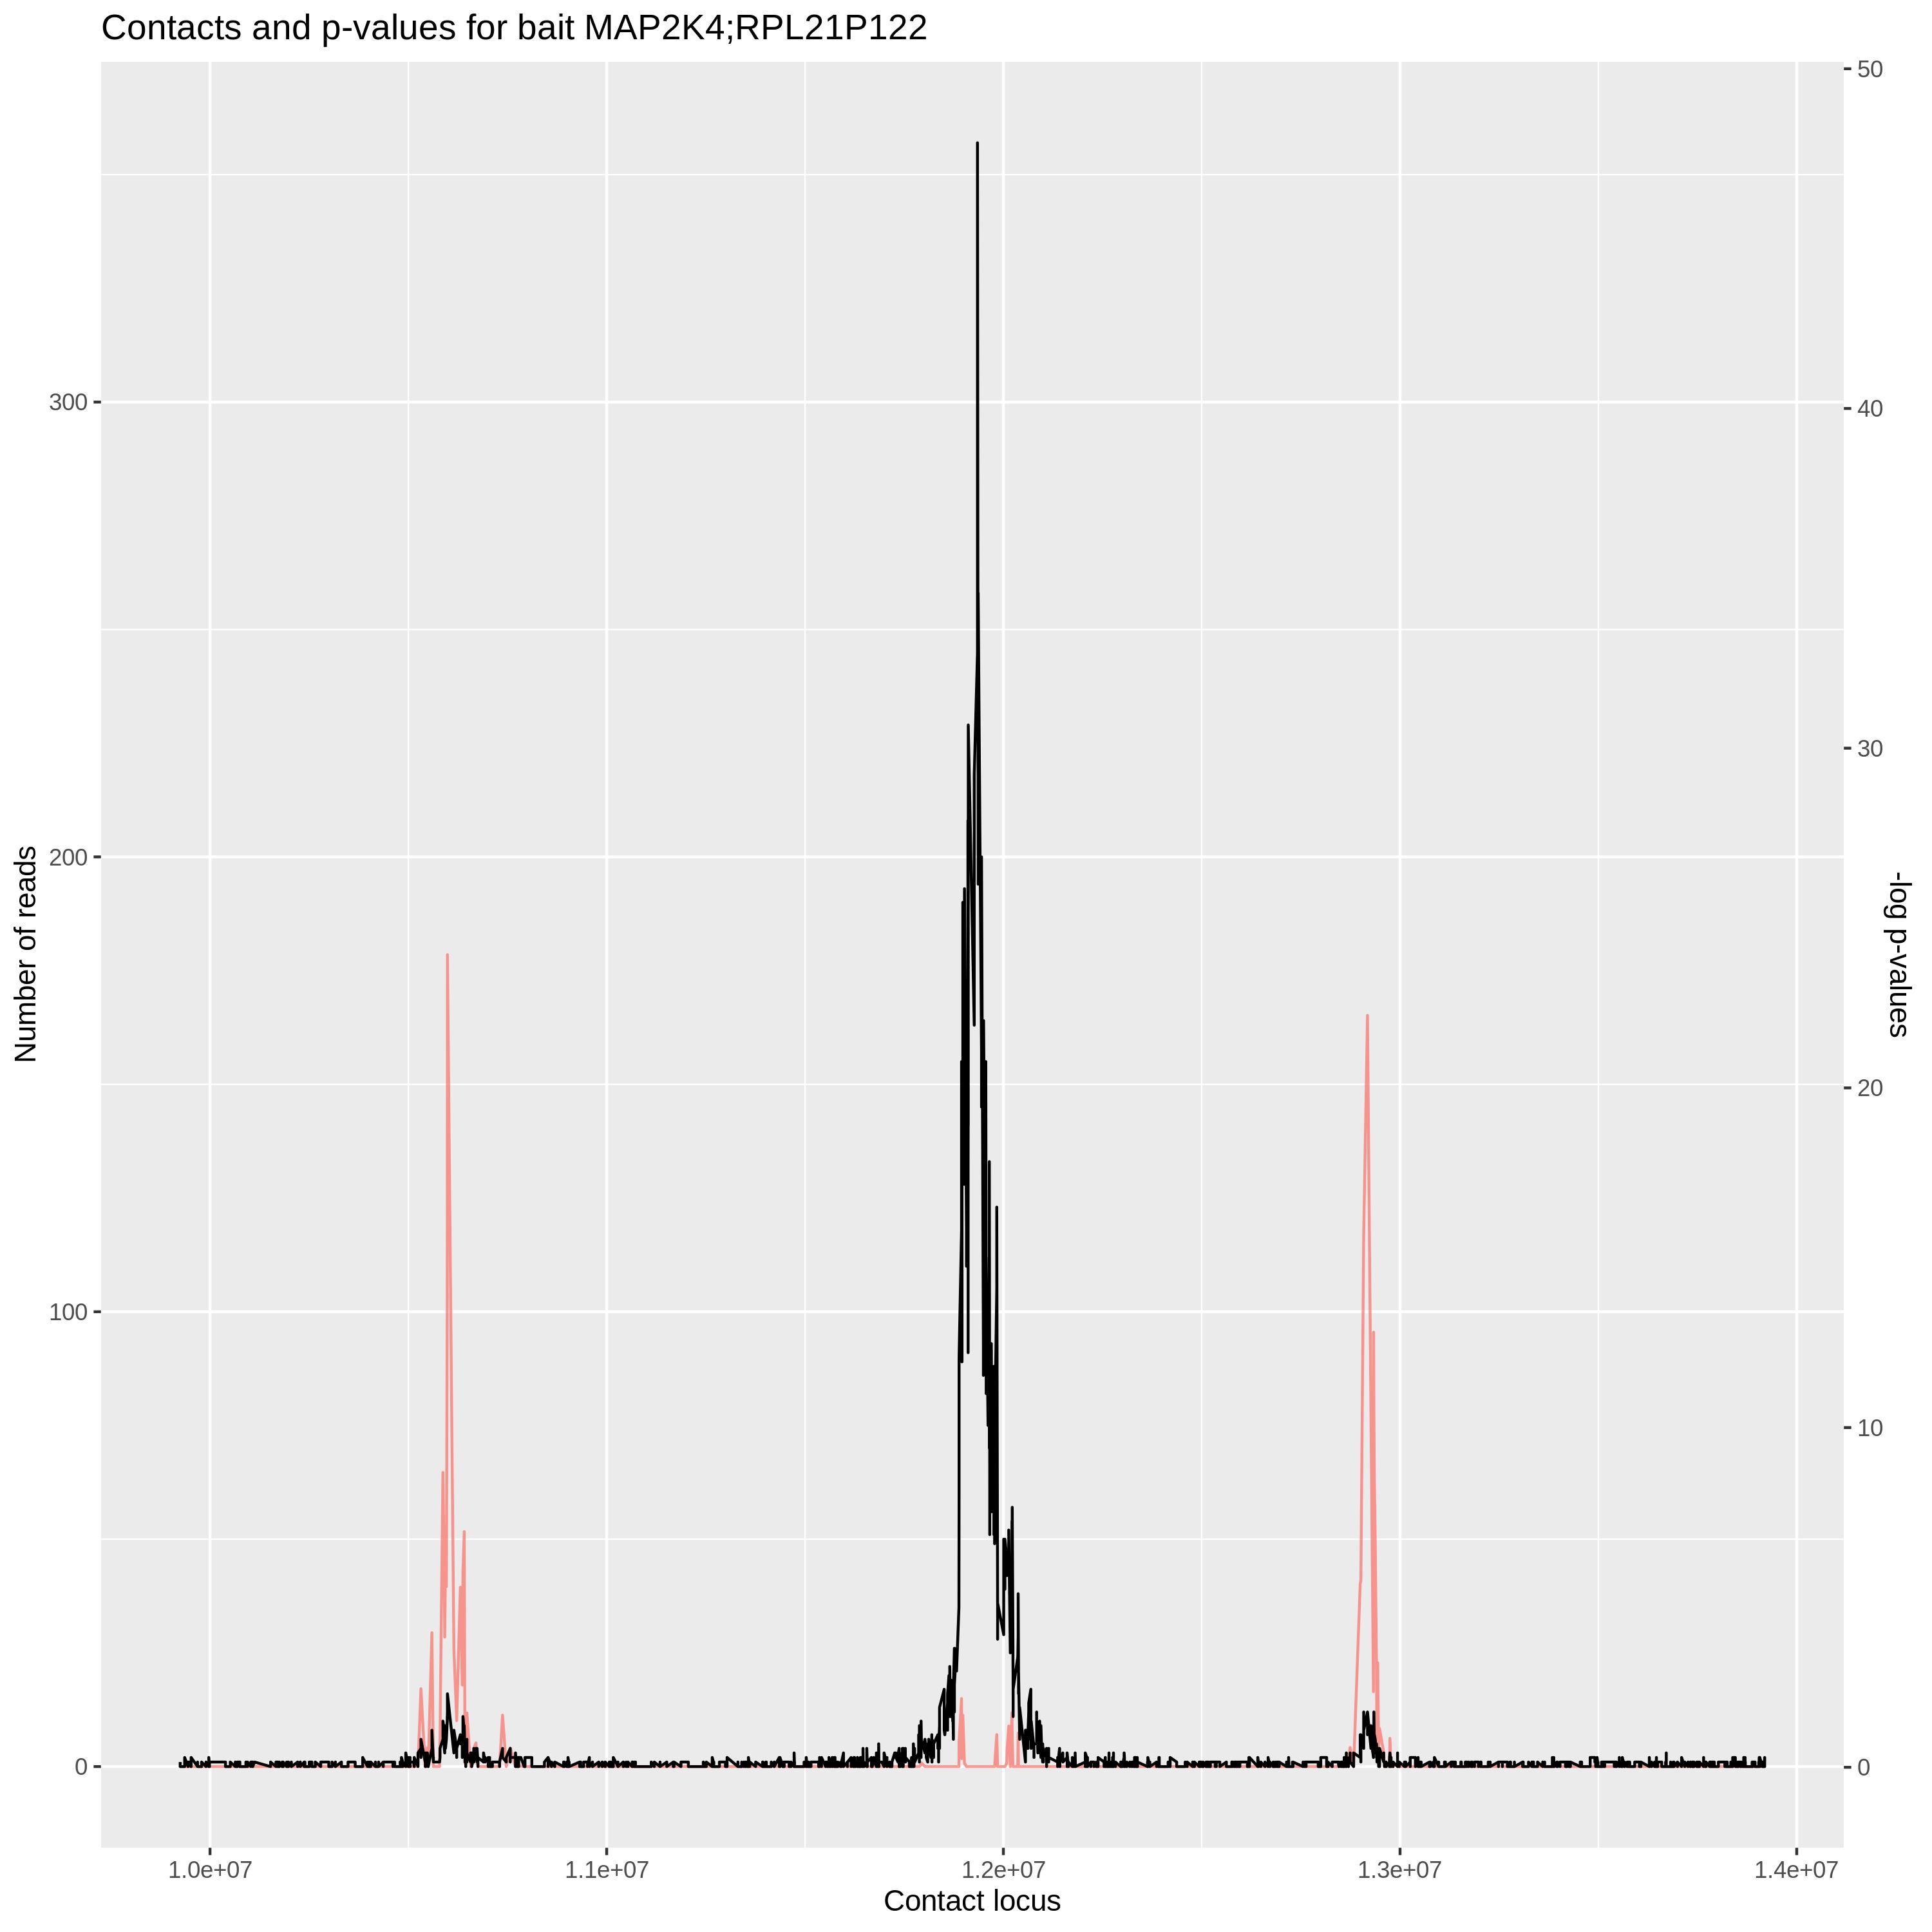 Contacts and p-values for bait MAP2K4;RPL21P122
Number of reads
300
200
100
0
50
40
30
20
10
0
-log p-values
1.0e+07 1.1e+07 1.2e+07 1.3e+07 1.4e+07
Contact locus